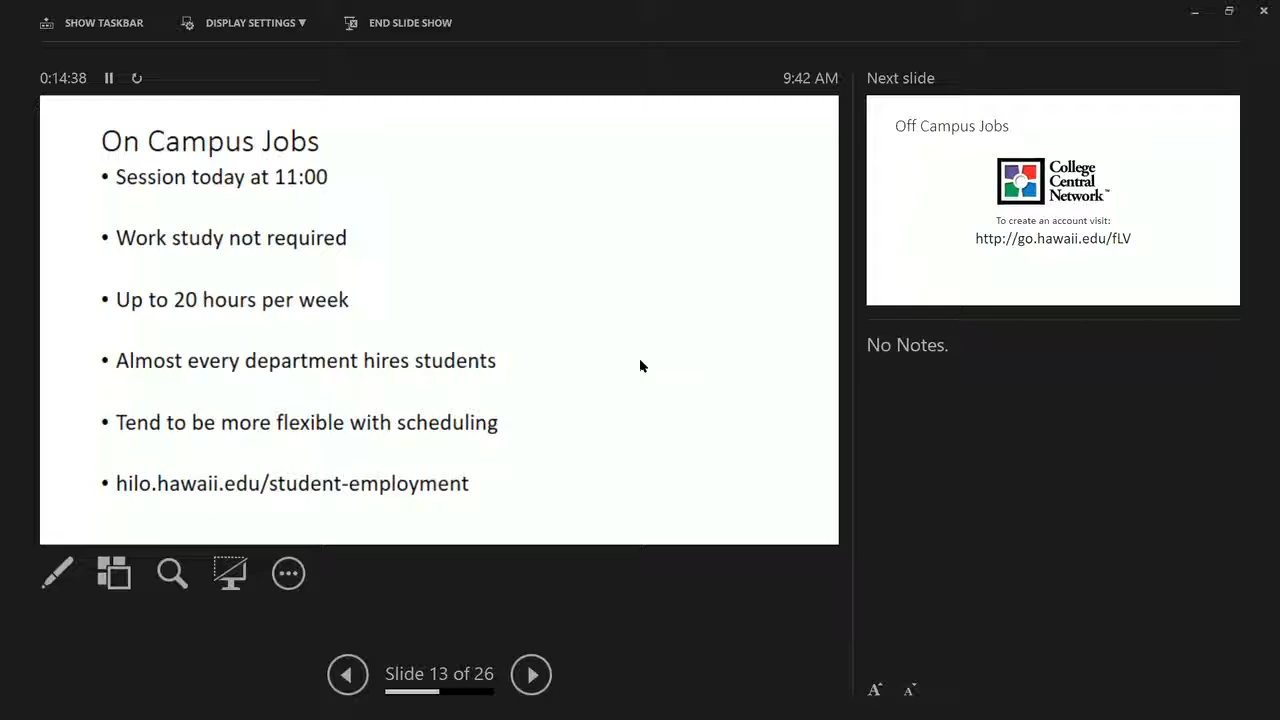 SHOW TASKBAR
DISPLAY SETTINGS ▼
END SLIDE SHOW
0:14:38
9:42 AM
On Campus Jobs
• Session today at 11:00
• Work study not required
• Up to 20 hours per week
• Almost every department hires students
• Tend to be more flexible with scheduling
• hilo.hawaii.edu/student-employment
Slide 13 of 26
Next slide
Off Campus Jobs
College
Central
Network™
To create an account visit:
http://go.hawaii.edu/fLV
No Notes.
A A